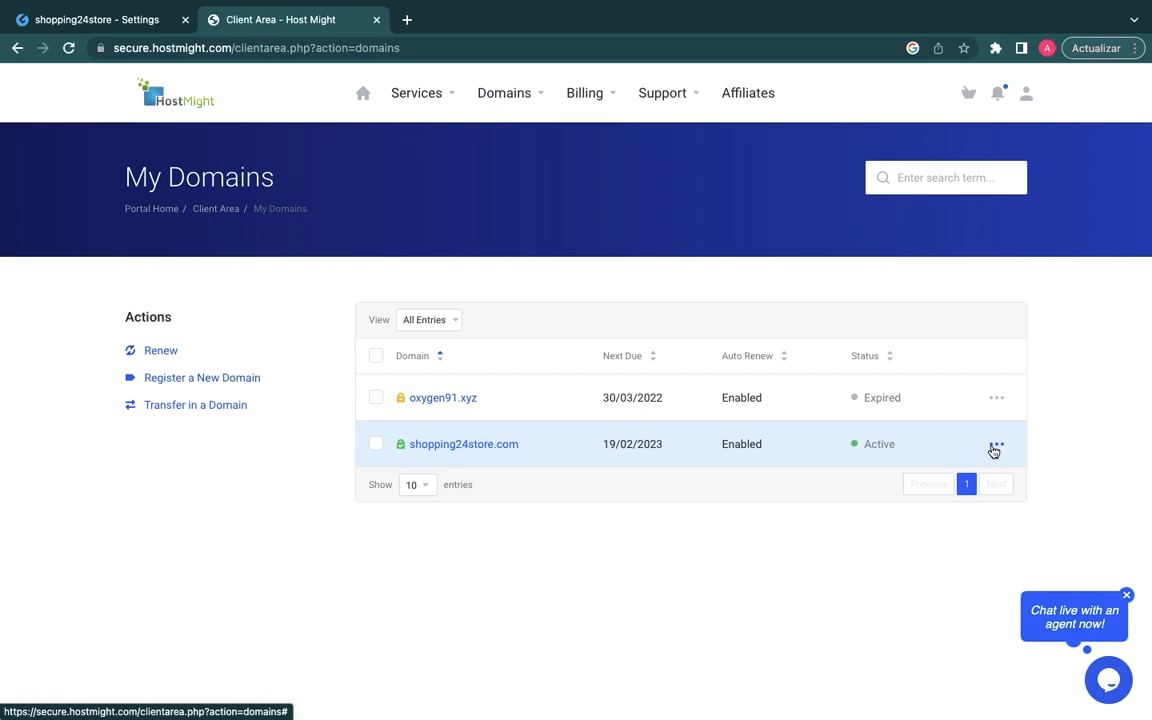 shopping24store - Settings
Client Area - Host Might
secure.hostmight.com/clientarea.php?action=domains
A
Actualizar
HostMight
Services
Domains
Billing
Support
Affiliates
My Domains
Enter search term...
Portal Home / Client Area / My Domains
Actions
Renew
Register a New Domain
Transfer in a Domain
View All Entries
Domain Next Due Auto Renew Status
oxygen91.xyz 30/03/2022 Enabled Expired
shopping24store.com 19/02/2023 Enabled Active
Show 10 entries
Previous 1 Next
Chat live with an
agent now!
https://secure.hostmight.com/clientarea.php?action=domains#